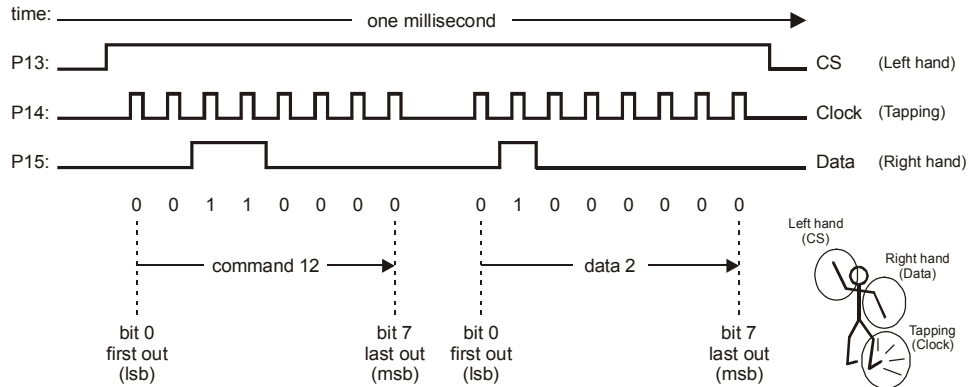 time:
one millisecond
P13:
CS (Left hand)
P14:
Clock (Tapping)
P15:
Data (Right hand)
0 0 1 1 0 0 0 0 0 1 0 0 0 0 0 0
command 12
data 2
bit 0
first out
(lsb)
bit 7
last out
(msb)
bit 0
first out
(lsb)
bit 7
last out
(msb)
Left hand
(CS)
Right hand
(Data)
Tapping
(Clock)